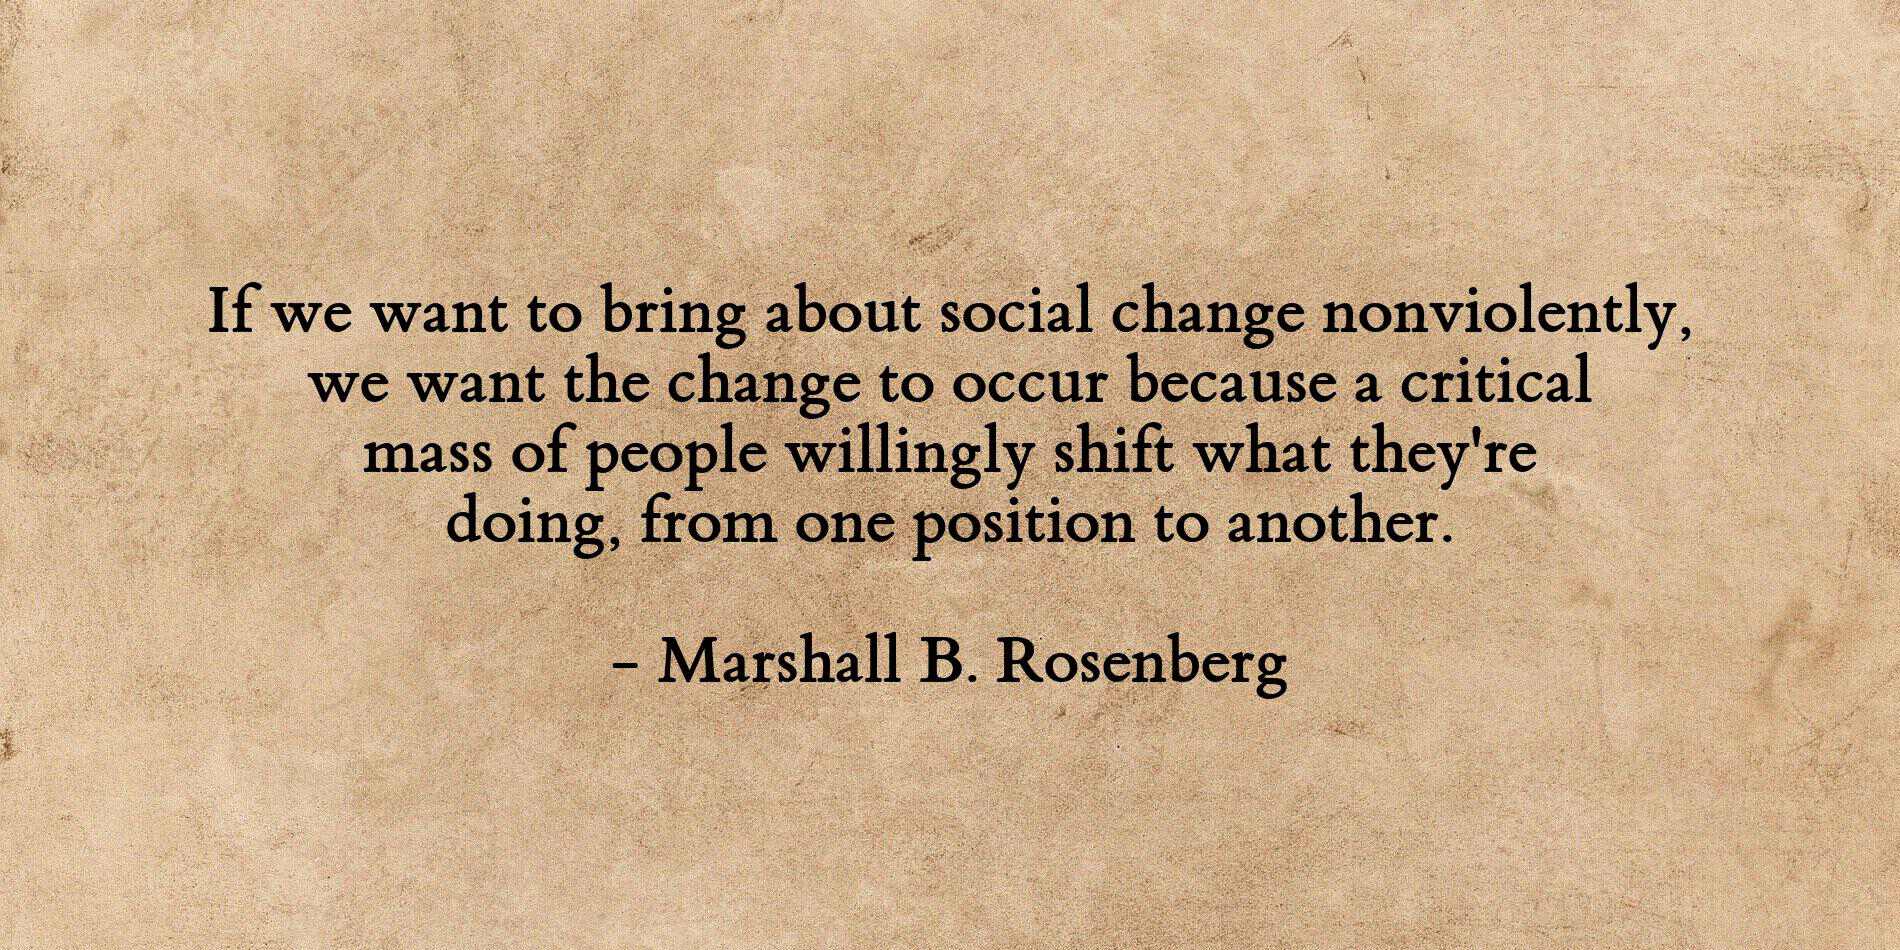 If we want to bring about social change nonviolently,
we want the change to occur because a critical
mass of people willingly shift what they're
doing, from one position to another.
– Marshall B. Rosenberg